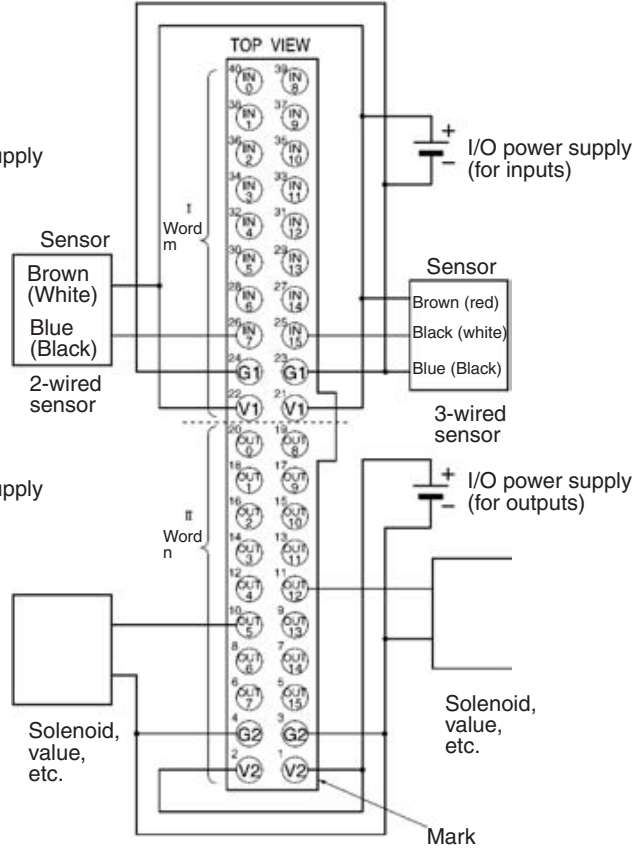 TOP VIEW
40 IN 0 39 IN 8
38 IN 1 37 IN 9
36 IN 2 35 IN 10
34 IN 3 33 IN 11
32 IN 4 31 IN 12
30 IN 5 29 IN 13
28 IN 6 27 IN 14
26 IN 7 25 IN 15
24 G1 23 G1
22 V1 21 V1
20 OUT 0 19 OUT 8
18 OUT 1 17 OUT 9
16 OUT 2 15 OUT 10
14 OUT 3 13 OUT 11
12 OUT 4 11 OUT 12
10 OUT 5 9 OUT 13
8 OUT 6 7 OUT 14
6 OUT 7 5 OUT 15
4 G2 3 G2
2 V2 1 V2
I
Word
m
II
Word
n
upply
Sensor
Brown
(White)
Blue
(Black)
2-wired
sensor
upply
Solenoid,
value,
etc.
+
−
I/O power supply
(for inputs)
Sensor
Brown (red)
Black (white)
Blue (Black)
3-wired
sensor
+
−
I/O power supply
(for outputs)
Solenoid,
value,
etc.
Mark